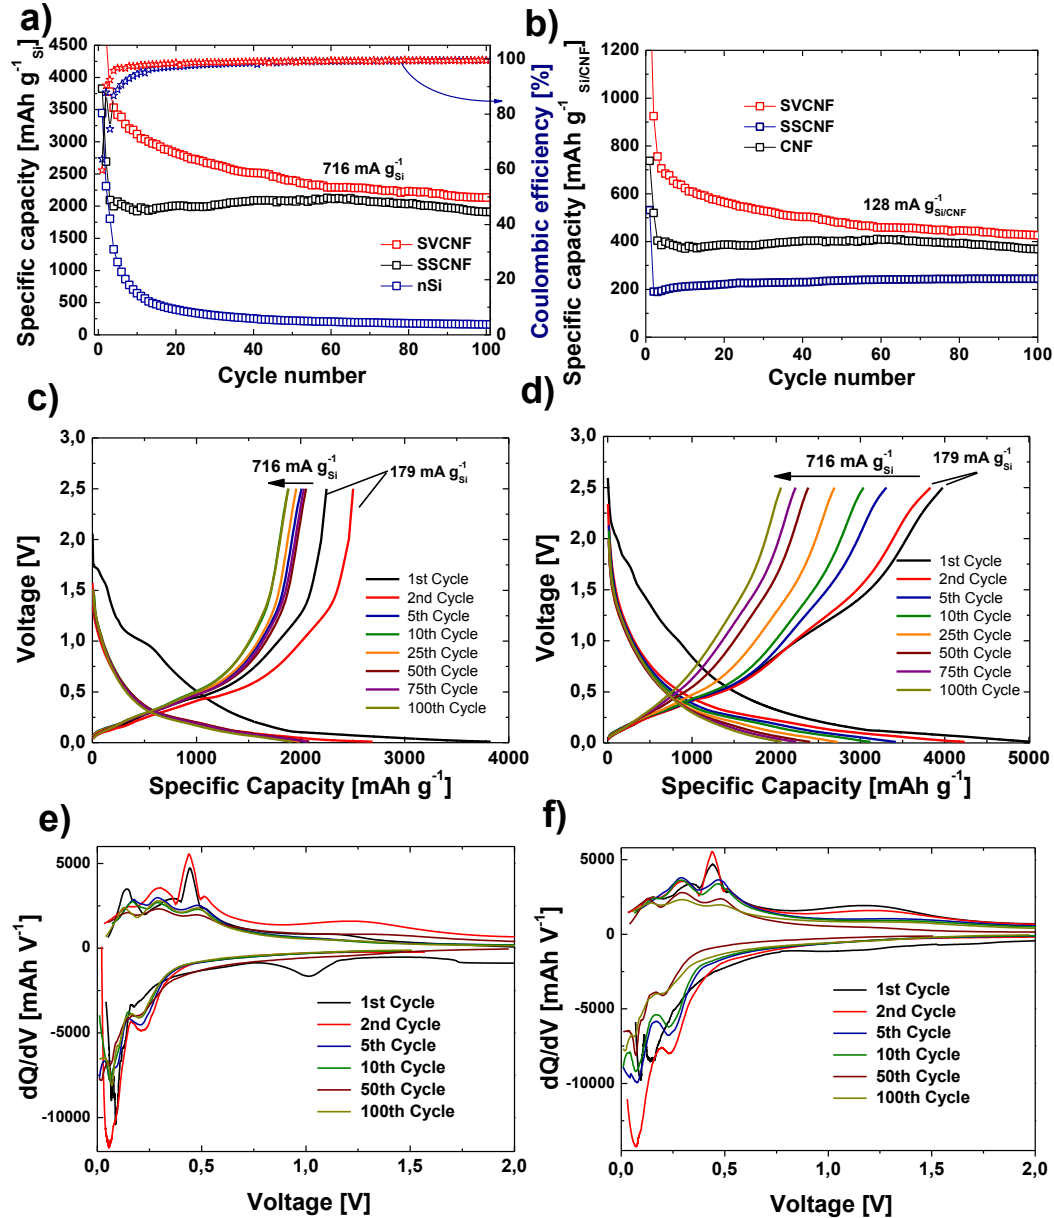 a)
Specific capacity [mAh g⁻¹Si]
4500
4250
4000
3750
3500
3250
3000
2750
2500
2250
2000
1750
1500
1250
1000
750
500
250
0
716 mA g⁻¹Si
SVCNF
SSCNF
nSi
100
80
60
40
20
0
Coulombic efficiency [%]
0 20 40 60 80 100
Cycle number
b)
Specific capacity [mAh g⁻¹Si/CNF]
1200
1000
800
600
400
200
0
SVCNF
SSCNF
CNF
128 mA g⁻¹Si/CNF
0 20 40 60 80 100
Cycle number
c)
Voltage [V]
3,0
2,5
2,0
1,5
1,0
0,5
0,0
716 mA g⁻¹Si
179 mA g⁻¹Si
1st Cycle
2nd Cycle
5th Cycle
10th Cycle
25th Cycle
50th Cycle
75th Cycle
100th Cycle
0 1000 2000 3000 4000
Specific Capacity [mAh g⁻¹]
d)
Voltage [V]
3,0
2,5
2,0
1,5
1,0
0,5
0,0
716 mA g⁻¹Si
179 mA g⁻¹Si
1st Cycle
2nd Cycle
5th Cycle
10th Cycle
25th Cycle
50th Cycle
75th Cycle
100th Cycle
0 1000 2000 3000 4000 5000
Specific Capacity [mAh g⁻¹]
e)
dQ/dV [mAh V⁻¹]
5000
0
-5000
-10000
1st Cycle
2nd Cycle
5th Cycle
10th Cycle
50th Cycle
100th Cycle
0,0 0,5 1,0 1,5 2,0
Voltage [V]
f)
dQ/dV [mAh V⁻¹]
5000
0
-5000
-10000
1st Cycle
2nd Cycle
5th Cycle
10th Cycle
50th Cycle
100th Cycle
0,0 0,5 1,0 1,5 2,0
Voltage [V]